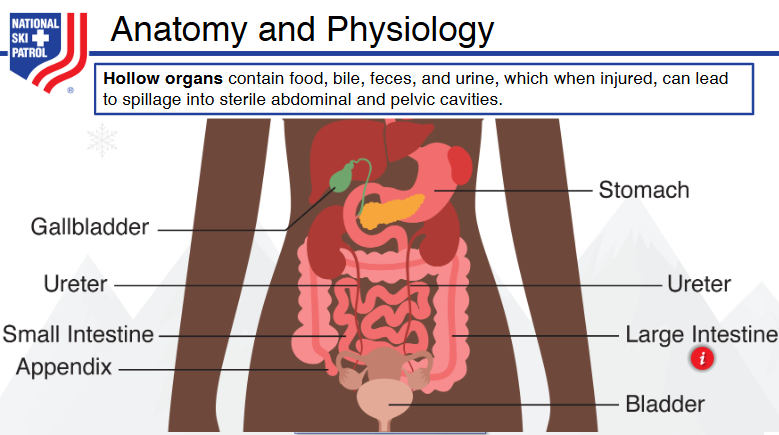 NATIONAL
SKI
PATROL
®
Anatomy and Physiology
Hollow organs contain food, bile, feces, and urine, which when injured, can lead
to spillage into sterile abdominal and pelvic cavities.
Stomach
Gallbladder
Ureter
Ureter
Small Intestine
Large Intestine
i
Appendix
Bladder